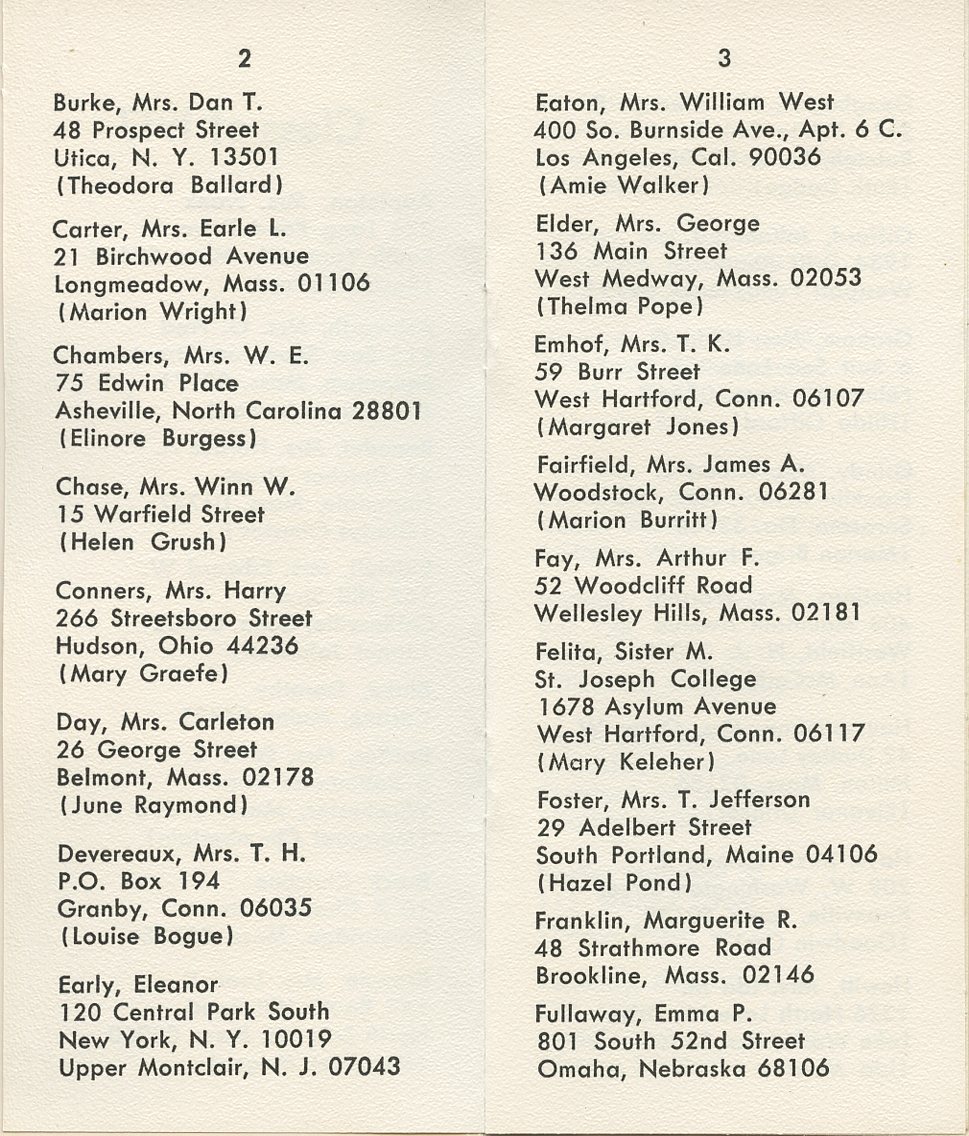 2
Burke, Mrs. Dan T.
48 Prospect Street
Utica, N. Y. 13501
(Theodora Ballard)
Carter, Mrs. Earle L.
21 Birchwood Avenue
Longmeadow, Mass. 01106
(Marion Wright)
Chambers, Mrs. W. E.
75 Edwin Place
Asheville, North Carolina 28801
(Elinore Burgess)
Chase, Mrs. Winn W.
15 Warfield Street
(Helen Grush)
Conners, Mrs. Harry
266 Streetsboro Street
Hudson, Ohio 44236
(Mary Graefe)
Day, Mrs. Carleton
26 George Street
Belmont, Mass. 02178
(June Raymond)
Devereaux, Mrs. T. H.
P.O. Box 194
Granby, Conn. 06035
(Louise Bogue)
Early, Eleanor
120 Central Park South
New York, N. Y. 10019
Upper Montclair, N. J. 07043
3
Eaton, Mrs. William West
400 So. Burnside Ave., Apt. 6 C.
Los Angeles, Cal. 90036
(Amie Walker)
Elder, Mrs. George
136 Main Street
West Medway, Mass. 02053
(Thelma Pope)
Emhof, Mrs. T. K.
59 Burr Street
West Hartford, Conn. 06107
(Margaret Jones)
Fairfield, Mrs. James A.
Woodstock, Conn. 06281
(Marion Burritt)
Fay, Mrs. Arthur F.
52 Woodcliff Road
Wellesley Hills, Mass. 02181
Felita, Sister M.
St. Joseph College
1678 Asylum Avenue
West Hartford, Conn. 06117
(Mary Keleher)
Foster, Mrs. T. Jefferson
29 Adelbert Street
South Portland, Maine 04106
(Hazel Pond)
Franklin, Marguerite R.
48 Strathmore Road
Brookline, Mass. 02146
Fullaway, Emma P.
801 South 52nd Street
Omaha, Nebraska 68106